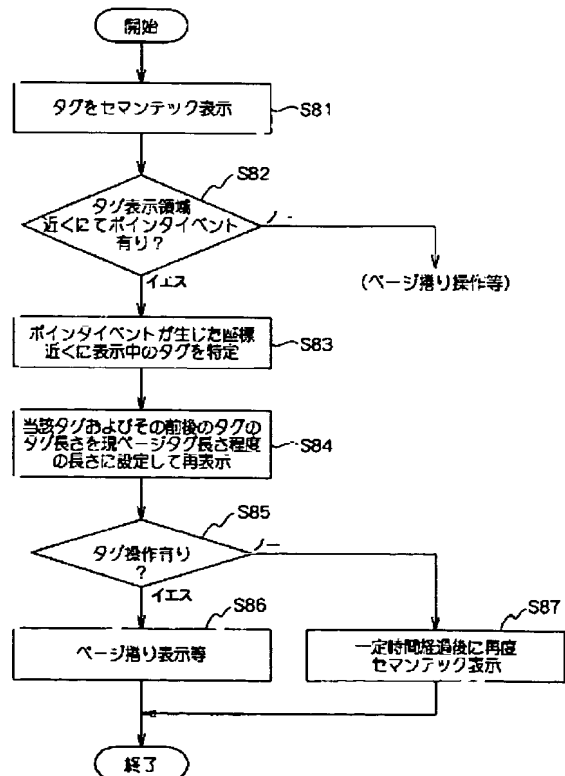 開始
タグをセマンテック表示
S81
S82
タグ表示領域
近くにてポインタイベント
有り?
ノー
イエス
(ページ捲り操作等)
ポインタイベントが生じた座標
近くに表示中のタグを特定
S83
当該タグおよびその前後のタグの
タグ長さを現ページタグ長さ程度
の長さに設定して再表示
S84
S85
タグ操作有り
?
ノー
イエス
S86
ページ捲り表示等
S87
一定時間経過後に再度
セマンテック表示
終了